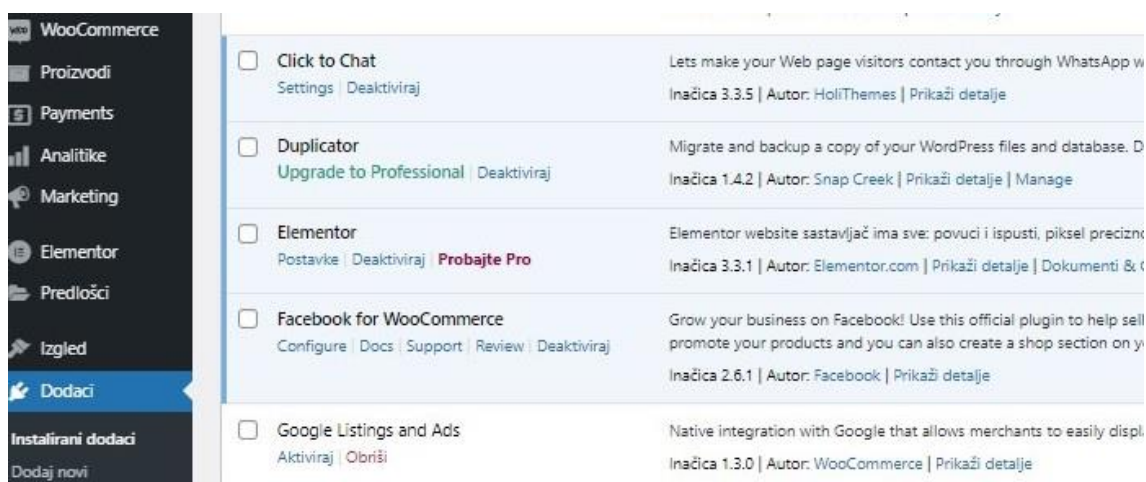 WooCommerce
Proizvodi
Payments
Analitike
Marketing
Elementor
Predlošci
Izgled
Dodaci
Instalirani dodaci
Dodaj novi
Click to Chat
Settings | Deaktiviraj
Lets make your Web page visitors contact you through WhatsApp w
Inačica 3.3.5 | Autor: HoliThemes | Prikaži detalje
Duplicator
Upgrade to Professional | Deaktiviraj
Migrate and backup a copy of your WordPress files and database. D
Inačica 1.4.2 | Autor: Snap Creek | Prikaži detalje | Manage
Elementor
Postavke | Deaktiviraj | Probajte Pro
Elementor website sastavljač ima sve: povuci i ispusti, piksel precizno
Inačica 3.3.1 | Autor: Elementor.com | Prikaži detalje | Dokumenti &
Facebook for WooCommerce
Configure | Docs | Support | Review | Deaktiviraj
Grow your business on Facebook! Use this official plugin to help sell
promote your products and you can also create a shop section on y
Inačica 2.6.1 | Autor: Facebook | Prikaži detalje
Google Listings and Ads
Aktiviraj | Obriši
Native integration with Google that allows merchants to easily displ
Inačica 1.3.0 | Autor: WooCommerce | Prikaži detalje